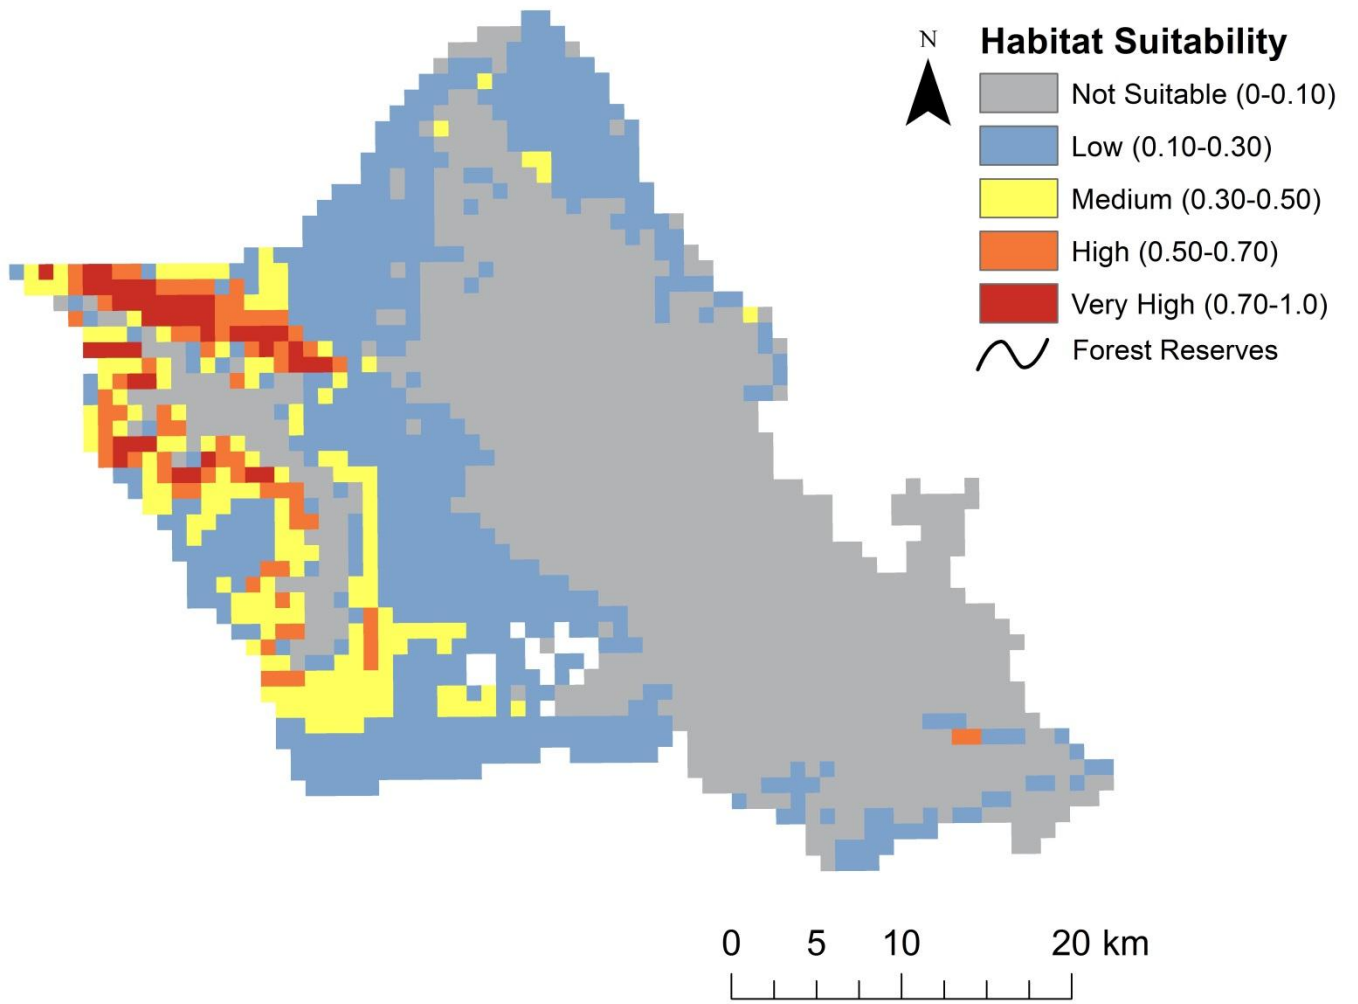 N
Habitat Suitability
Not Suitable (0-0.10)
Low (0.10-0.30)
Medium (0.30-0.50)
High (0.50-0.70)
Very High (0.70-1.0)
Forest Reserves
0 5 10 20 km